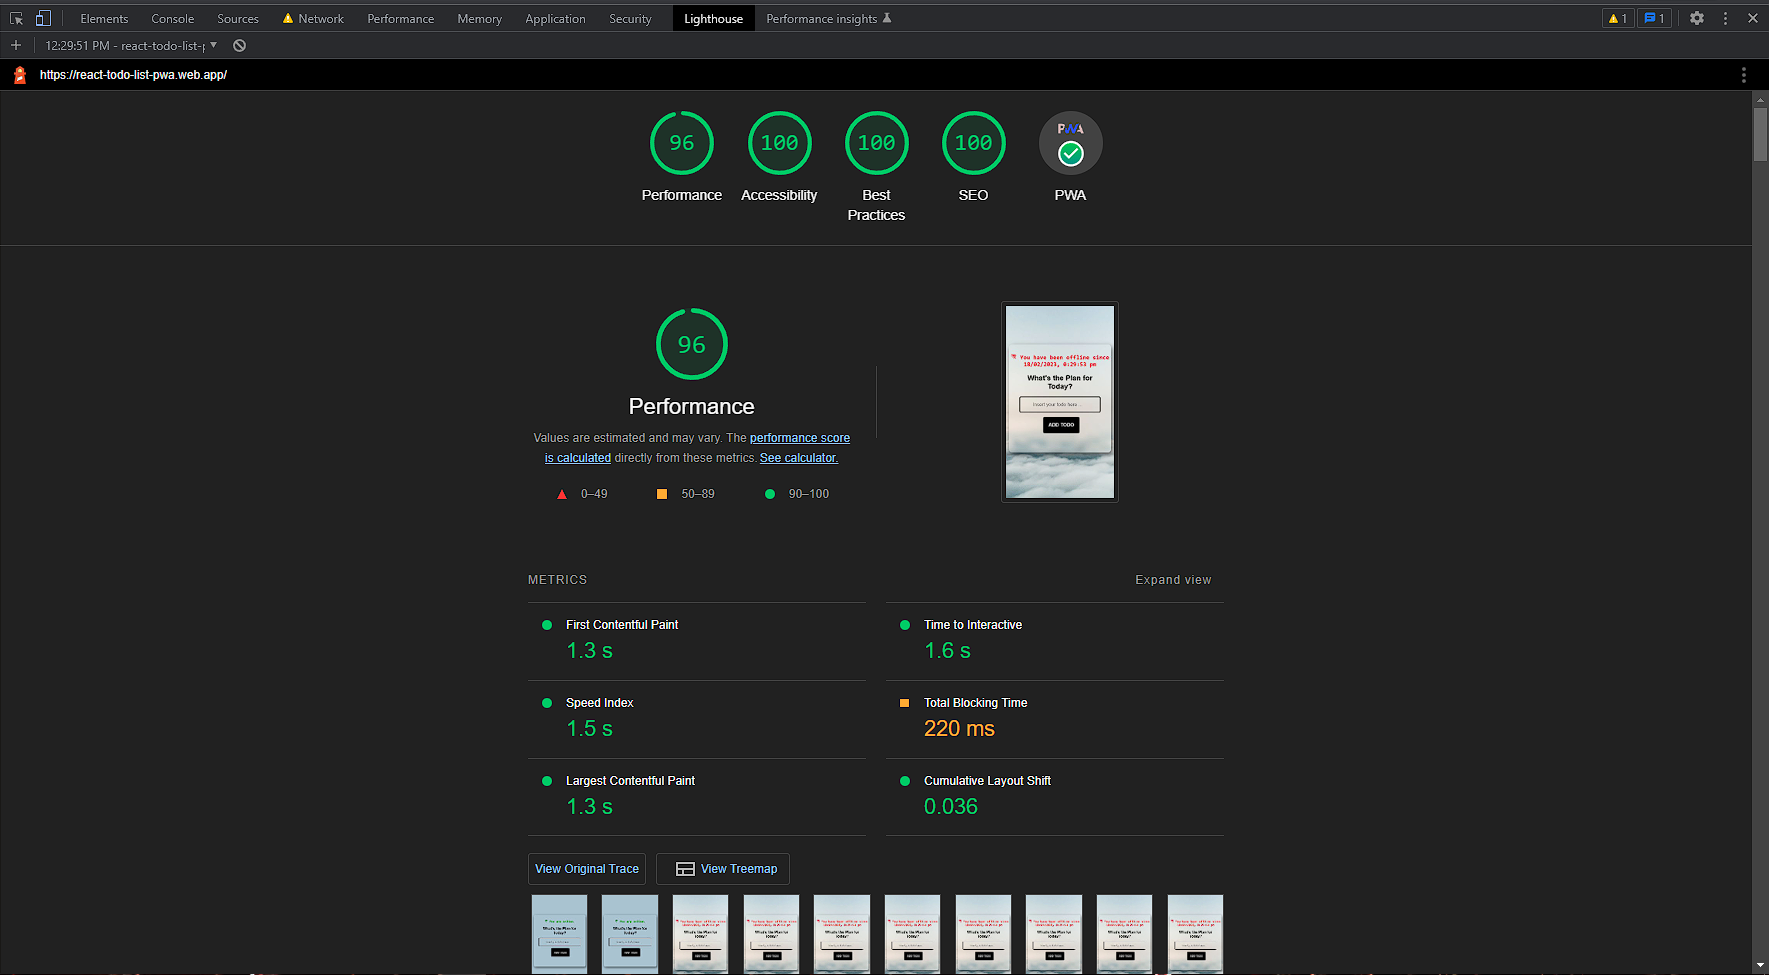 Elements Console Sources Network Performance Memory Application Security Lighthouse Performance insights 1 1
12:29:51 PM - react-todo-list-p
https://react-todo-list-pwa.web.app/
96 100 100 100 PWA
Performance Accessibility Best Practices SEO PWA
96
Performance
Values are estimated and may vary. The performance score
is calculated directly from these metrics. See calculator.
0–49 50–89 90–100
You have been offline since
18/02/2023, 0:29:53 pm
What's the Plan for
Today?
Insert your todo here ...
ADD TODO
METRICS Expand view
First Contentful Paint
1.3 s
Time to Interactive
1.6 s
Speed Index
1.5 s
Total Blocking Time
220 ms
Largest Contentful Paint
1.3 s
Cumulative Layout Shift
0.036
View Original Trace View Treemap